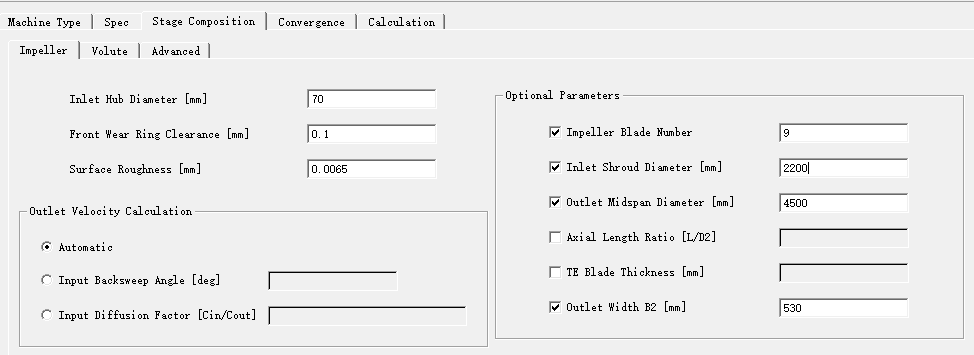 Machine Type Spec Stage Composition Convergence Calculation
Impeller Volute Advanced
Inlet Hub Diameter [mm] 70
Front Wear Ring Clearance [mm] 0.1
Surface Roughness [mm] 0.0065
Outlet Velocity Calculation
Automatic
Input Backsweep Angle [deg]
Input Diffusion Factor [Cin/Cout]
Optional Parameters
Impeller Blade Number 9
Inlet Shroud Diameter [mm] 2200
Outlet Midspan Diameter [mm] 4500
Axial Length Ratio [L/D2]
TE Blade Thickness [mm]
Outlet Width B2 [mm] 530